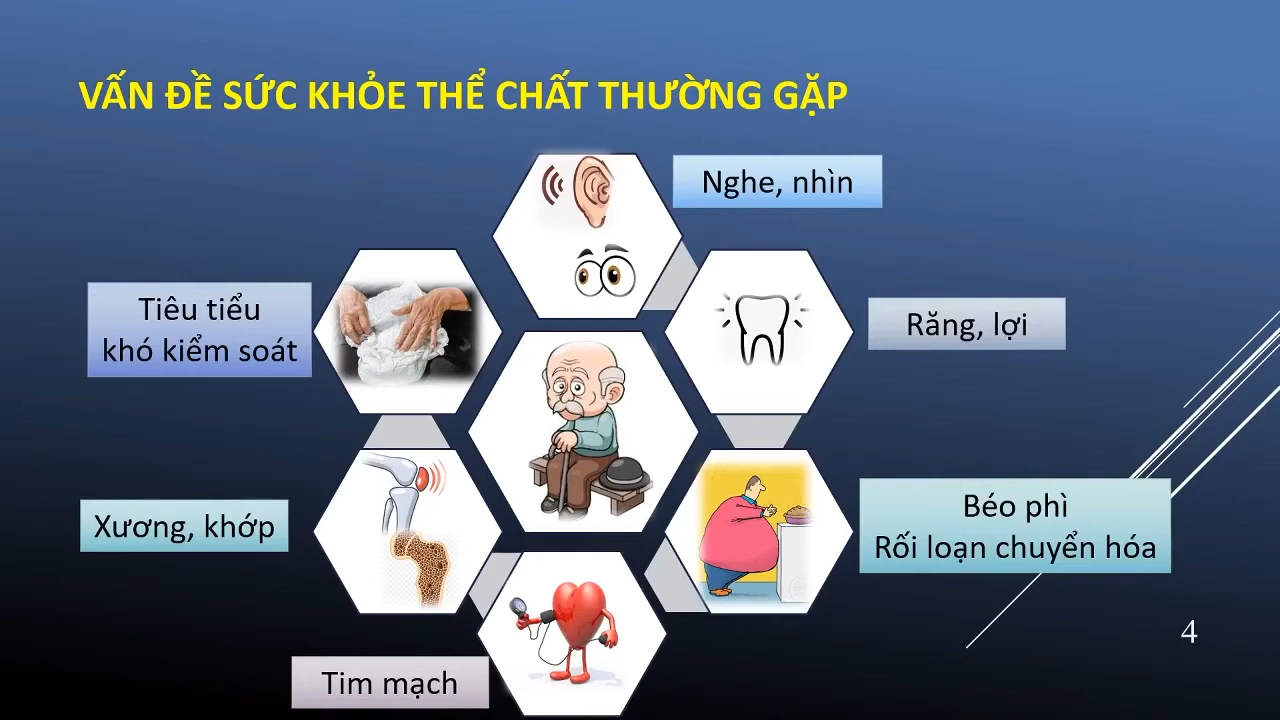 VẤN ĐỀ SỨC KHỎE THỂ CHẤT THƯỜNG GẶP
Nghe, nhìn
Tiêu tiểu
khó kiểm soát
Răng, lợi
Xương, khớp
Béo phì
Rối loạn chuyển hóa
4
Tim mạch